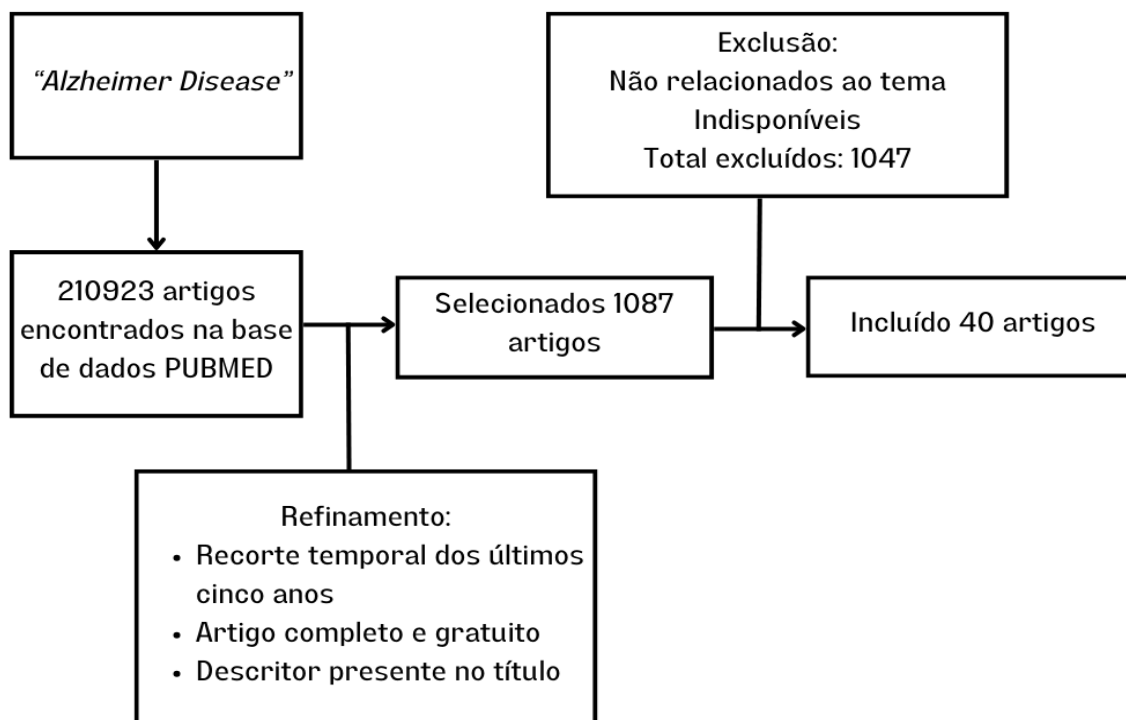 “Alzheimer Disease”
210923 artigos
encontrados na base
de dados PUBMED
Refinamento:
• Recorte temporal dos últimos
cinco anos
• Artigo completo e gratuito
• Descritor presente no título
Selecionados 1087
artigos
Exclusão:
Não relacionados ao tema
Indisponíveis
Total excluídos: 1047
Incluído 40 artigos